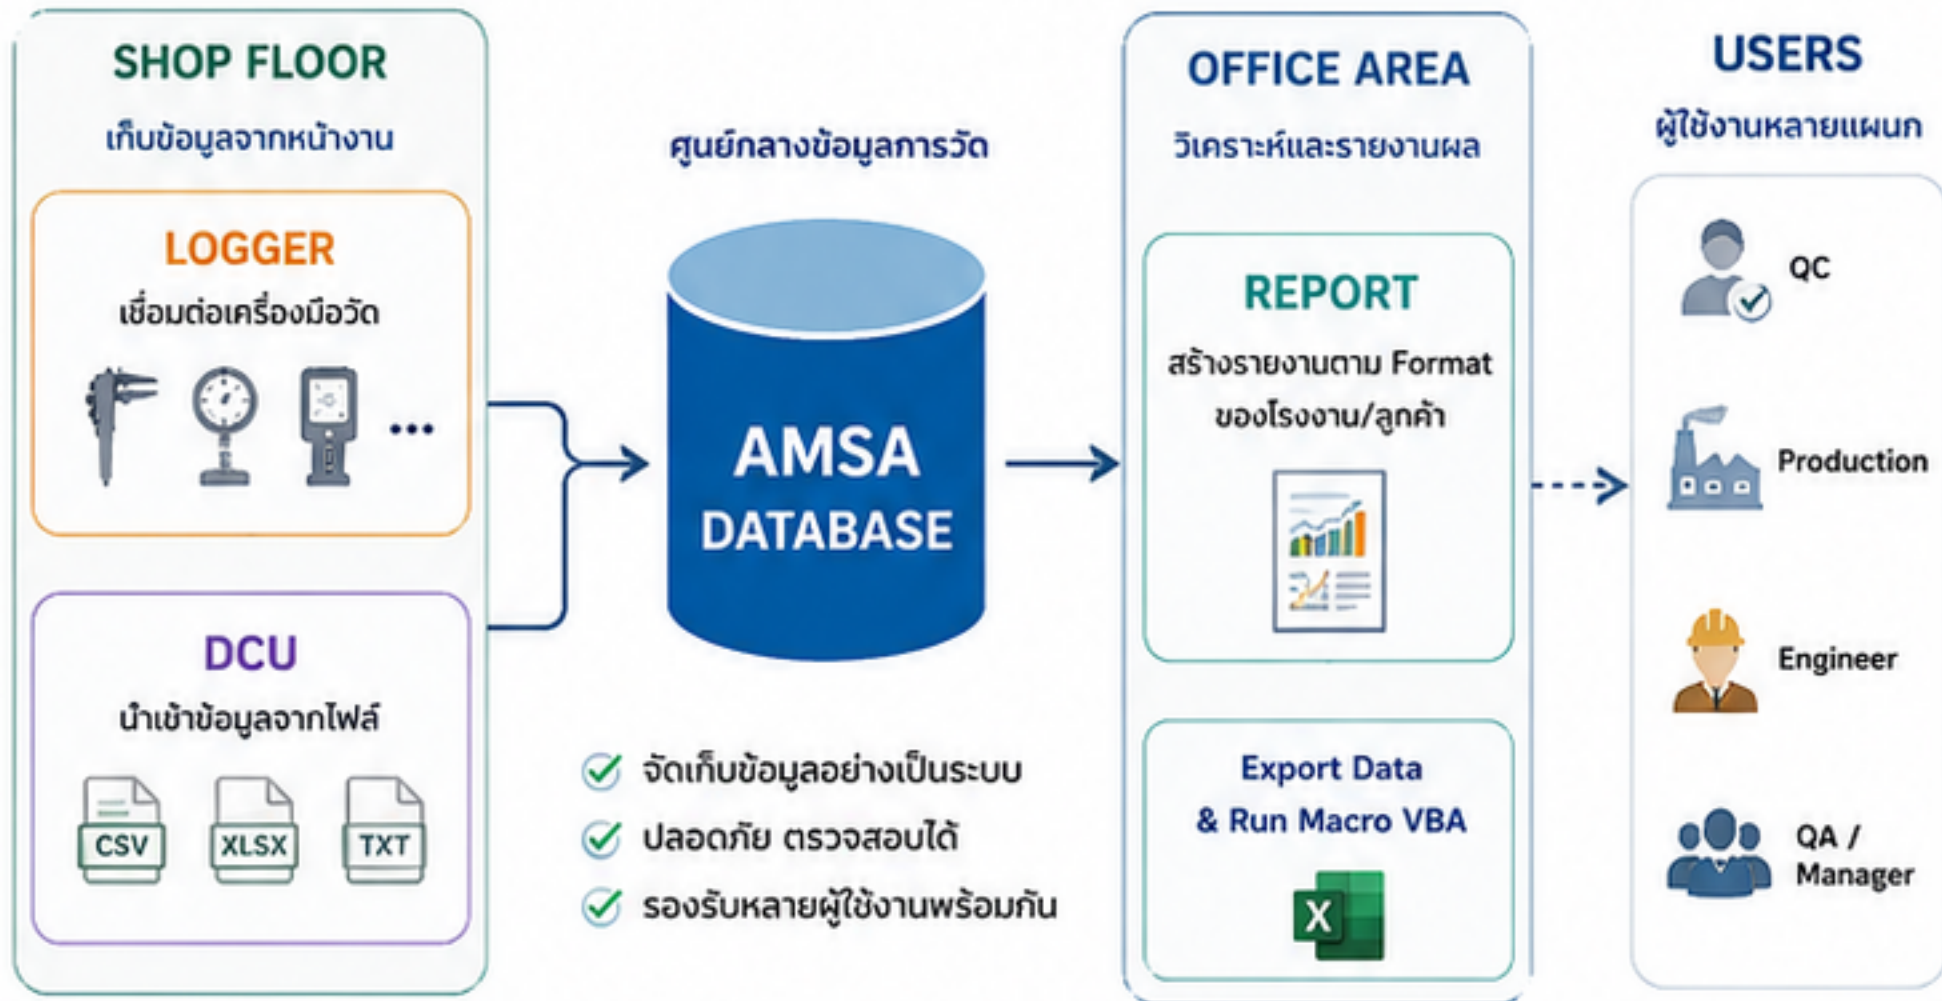 SHOP FLOOR
เก็บข้อมูลจากหน้างาน
LOGGER
เชื่อมต่อเครื่องมือวัด
...
DCU
นำเข้าข้อมูลจากไฟล์
CSV
XLSX
TXT
ศูนย์กลางข้อมูลการวัด
AMSA
DATABASE
จัดเก็บข้อมูลอย่างเป็นระบบ
ปลอดภัย ตรวจสอบได้
รองรับหลายผู้ใช้งานพร้อมกัน
OFFICE AREA
วิเคราะห์และรายงานผล
REPORT
สร้างรายงานตาม Format
ของโรงงาน/ลูกค้า
Export Data
& Run Macro VBA
X
USERS
ผู้ใช้งานหลายแผนก
QC
Production
Engineer
QA /
Manager